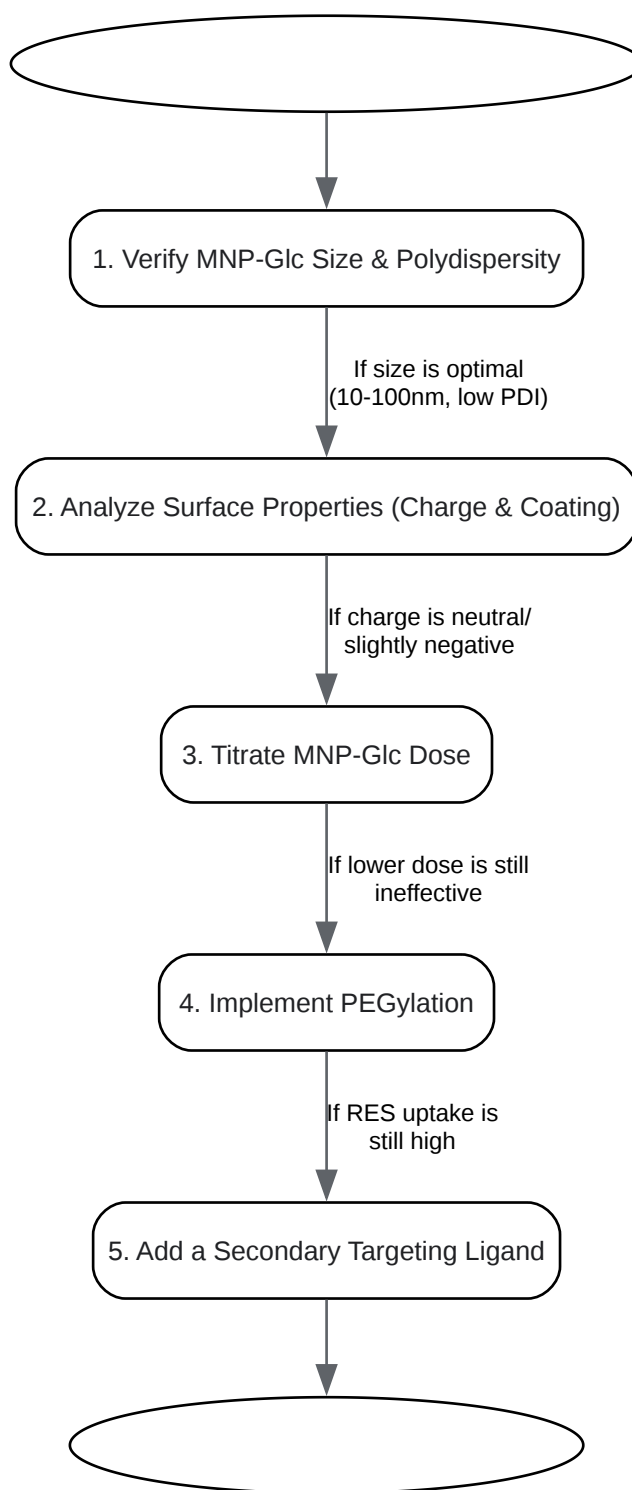 1. Verify MNP-Glc Size & Polydispersity
If size is optimal
(10-100nm, low PDI)
2. Analyze Surface Properties (Charge & Coating)
If charge is neutral/
slightly negative
3. Titrate MNP-Glc Dose
If lower dose is still
ineffective
4. Implement PEGylation
If RES uptake is
still high
5. Add a Secondary Targeting Ligand